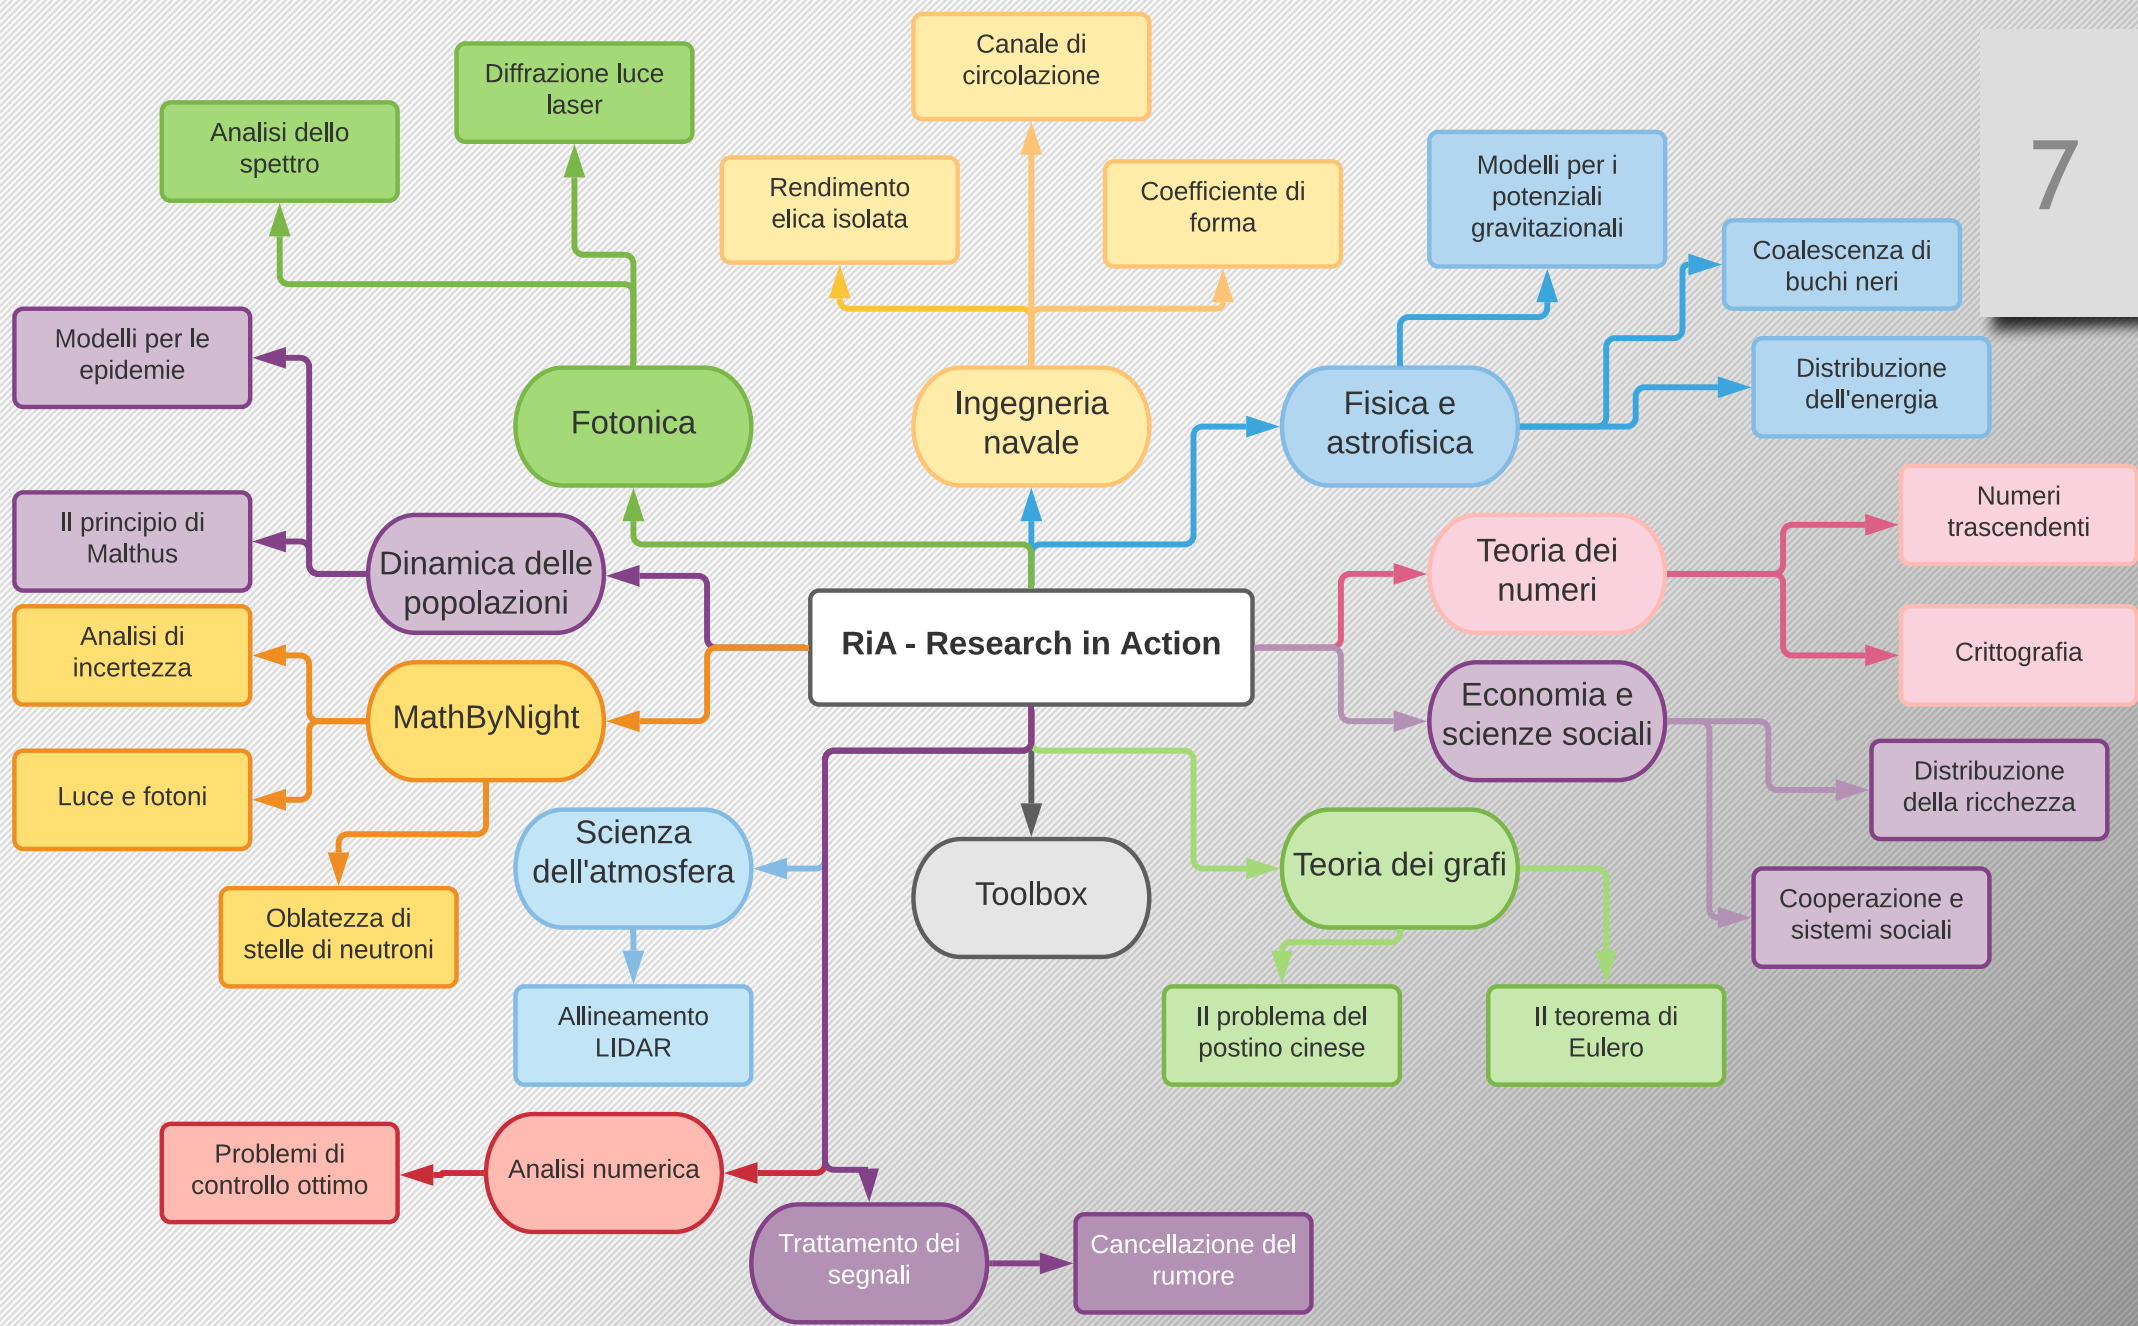 Canale di
circolazione
Diffrazione luce
laser
Analisi dello
spettro
7
Modelli per i
potenziali
gravitazionali
Rendimento
elica isolata
Coefficiente di
forma
Coalescenza di
buchi neri
Modelli per le
epidemie
Distribuzione
dell'energia
Fotonica
Ingegneria
navale
Fisica e
astrofisica
Numeri
trascendenti
Il principio di
Malthus
Dinamica delle
popolazioni
Teoria dei
numeri
RiA - Research in Action
Analisi di
incertezza
Crittografia
MathByNight
Economia e
scienze sociali
Luce e fotoni
Distribuzione
della ricchezza
Scienza
dell'atmosfera
Toolbox
Teoria dei grafi
Cooperazione e
sistemi sociali
Oblatezza di
stelle di neutroni
Allineamento
LIDAR
Il problema del
postino cinese
Il teorema di
Eulero
Problemi di
controllo ottimo
Analisi numerica
Trattamento dei
segnali
Cancellazione del
rumore